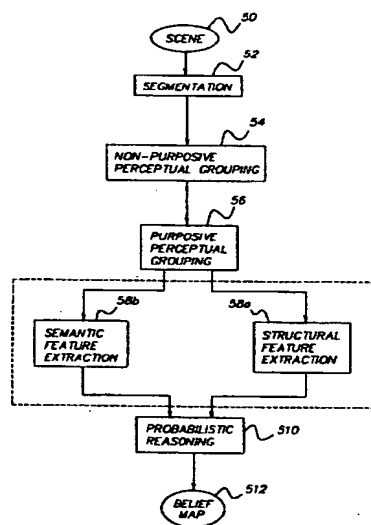 50
SCENE
52
SEGMENTATION
54
NON-PURPOSIVE
PERCEPTUAL GROUPING
56
PURPOSIVE
PERCEPTUAL
GROUPING
58b
SEMANTIC
FEATURE
EXTRACTION
58a
STRUCTURAL
FEATURE
EXTRACTION
PROBABILISTIC
REASONING
510
512
BELIEF
MAP